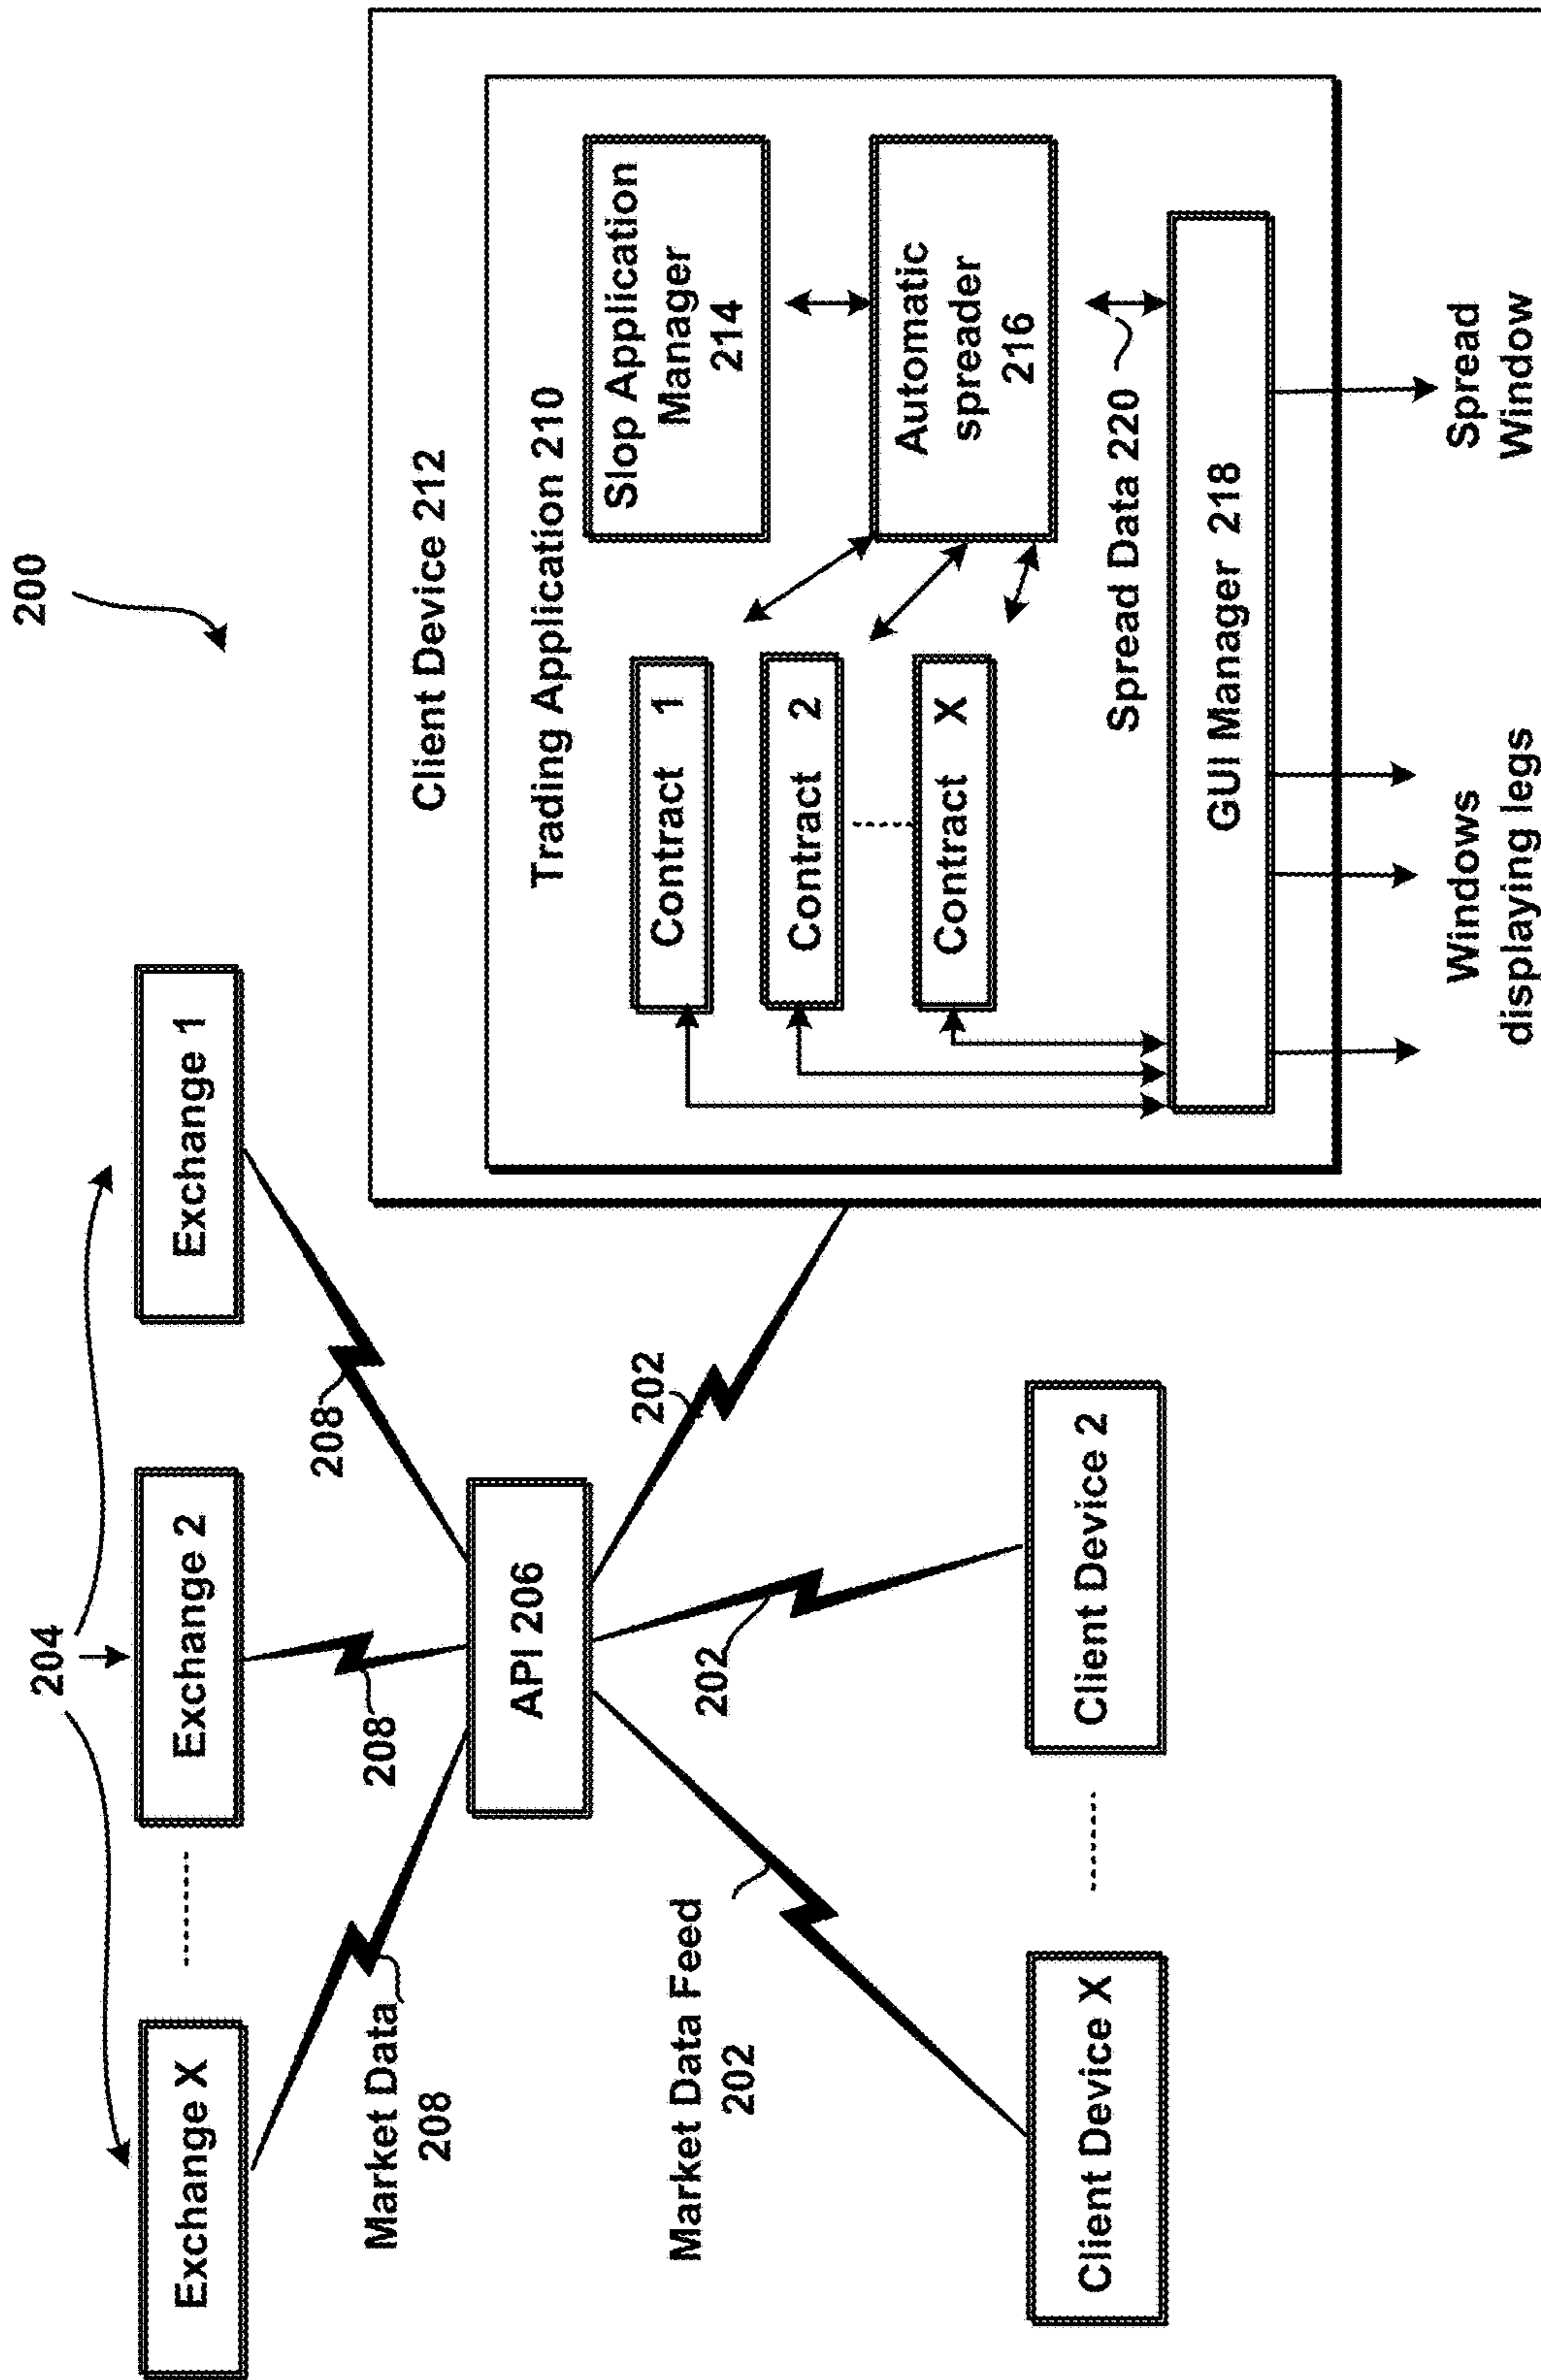 200
204
Exchange X
Exchange 2
Exchange 1
208
208
Market Data
208
API 206
202
202
Market Data Feed
202
Client Device X
Client Device 2
Client Device 212
Trading Application 210
Contract 1
Contract 2
Contract X
Slop Application
Manager
214
Automatic
spreader
216
Spread Data 220
GUI Manager 218
Windows
displaying legs
Spread
Window